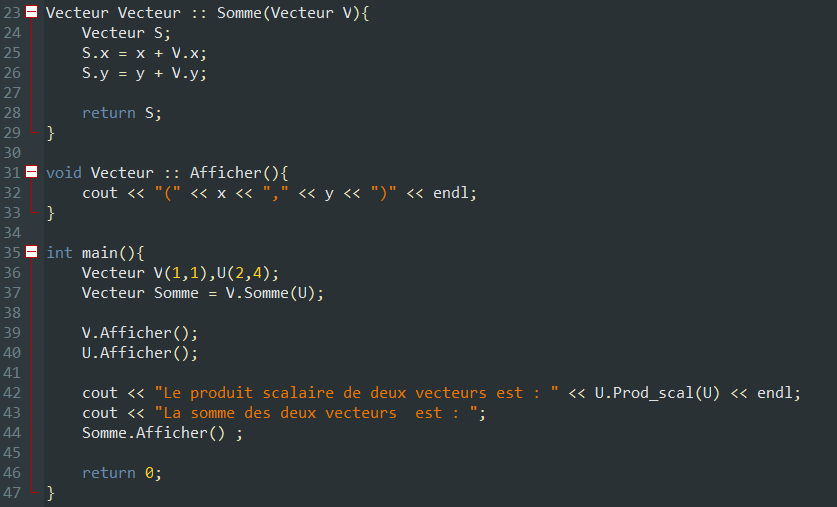 23 Vecteur Vecteur :: Somme(Vecteur V){
24     Vecteur S;
25     S.x = x + V.x;
26     S.y = y + V.y;
27
28     return S;
29 }
30
31 void Vecteur :: Afficher(){
32     cout << "(" << x << "," << y << ")" << endl;
33 }
34
35 int main(){
36     Vecteur V(1,1),U(2,4);
37     Vecteur Somme = V.Somme(U);
38
39     V.Afficher();
40     U.Afficher();
41
42     cout << "Le produit scalaire de deux vecteurs est : " << U.Prod_scal(U) << endl;
43     cout << "La somme des deux vecteurs  est : ";
44     Somme.Afficher() ;
45
46     return 0;
47 }